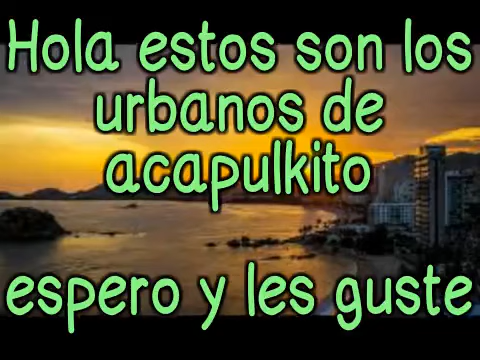 Hola estos son los
urbanos de
acapulkito
espero y les guste